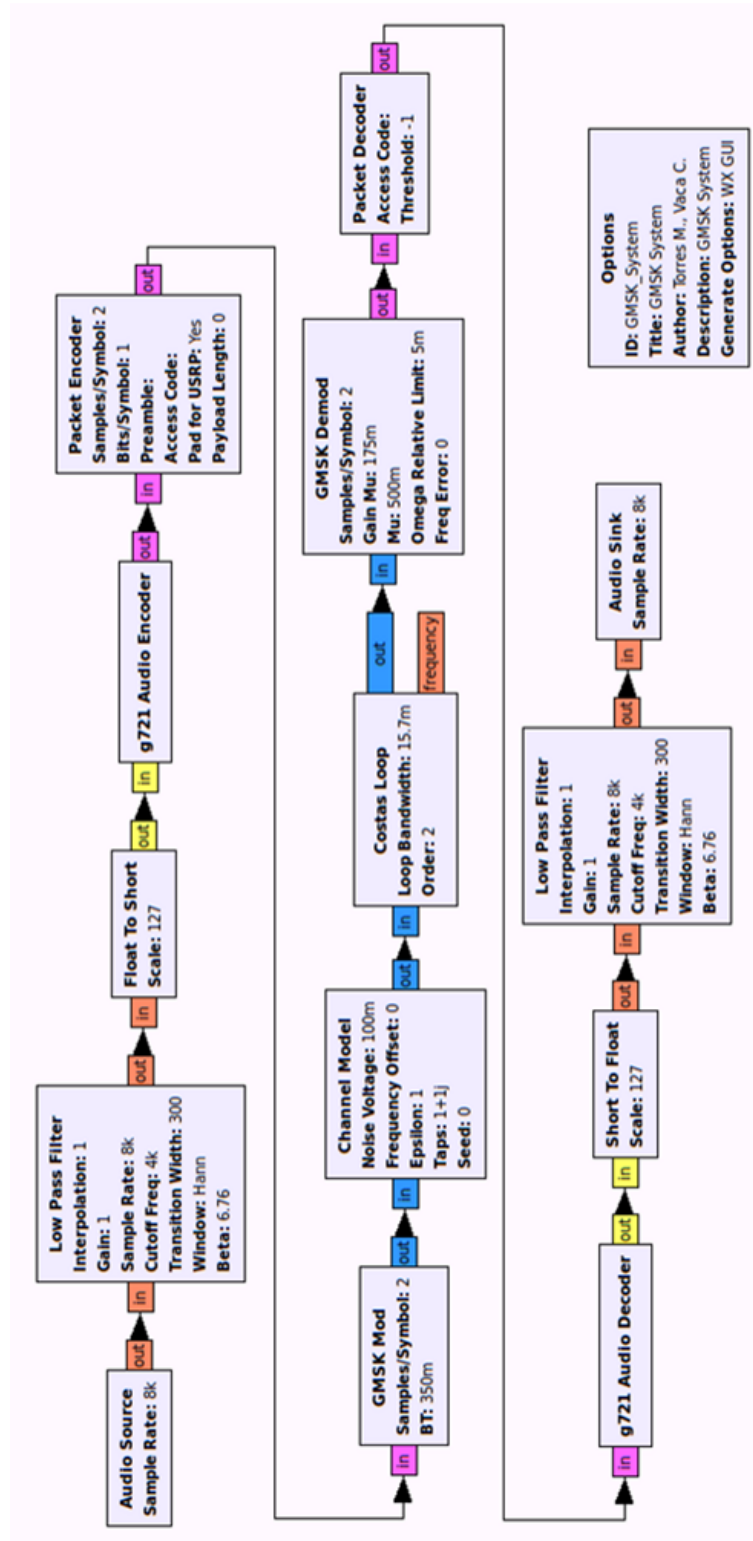 Audio Source
Sample Rate: 8k
out
in
Low Pass Filter
Interpolation: 1
Gain: 1
Sample Rate: 8k
Cutoff Freq: 4k
Transition Width: 300
Window: Hann
Beta: 6.76
out
in
Float To Short
Scale: 127
out
in
g721 Audio Encoder
out
in
Packet Encoder
Samples/Symbol: 2
Bits/Symbol: 1
Preamble:
Access Code:
Pad for USRP: Yes
Payload Length: 0
out
in
GMSK Mod
Samples/Symbol: 2
BT: 350m
out
in
Channel Model
Noise Voltage: 100m
Frequency Offset: 0
Epsilon: 1
Taps: 1+1j
Seed: 0
out
in
Costas Loop
Loop Bandwidth: 15.7m
Order: 2
out
frequency
in
GMSK Demod
Samples/Symbol: 2
Gain Mu: 175m
Mu: 500m
Omega Relative Limit: 5m
Freq Error: 0
out
in
Packet Decoder
Access Code:
Threshold: -1
out
in
g721 Audio Decoder
out
in
Short To Float
Scale: 127
out
in
Low Pass Filter
Interpolation: 1
Gain: 1
Sample Rate: 8k
Cutoff Freq: 4k
Transition Width: 300
Window: Hann
Beta: 6.76
out
in
Audio Sink
Sample Rate: 8k
Options
ID: GMSK_System
Title: GMSK System
Author: Torres M., Vaca C.
Description: GMSK System
Generate Options: WX GUI